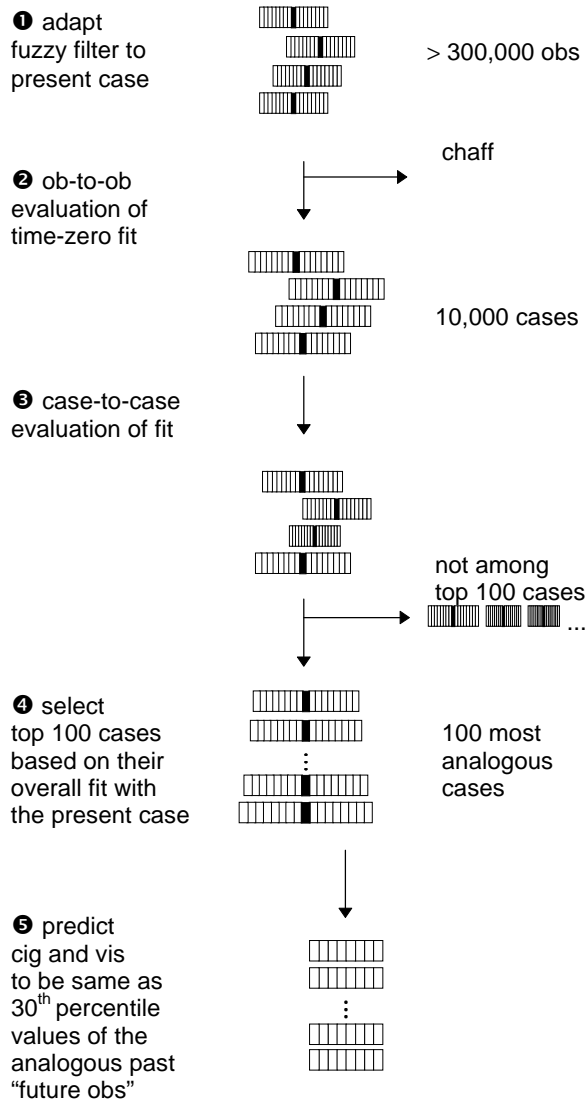 ❶ adapt
fuzzy filter to
present case
> 300,000 obs
chaff
❷ ob-to-ob
evaluation of
time-zero fit
10,000 cases
❸ case-to-case
evaluation of fit
not among
top 100 cases
...
❹ select
top 100 cases
based on their
overall fit with
the present case
100 most
analogous
cases
❺ predict
cig and vis
to be same as
30th percentile
values of the
analogous past
“future obs”